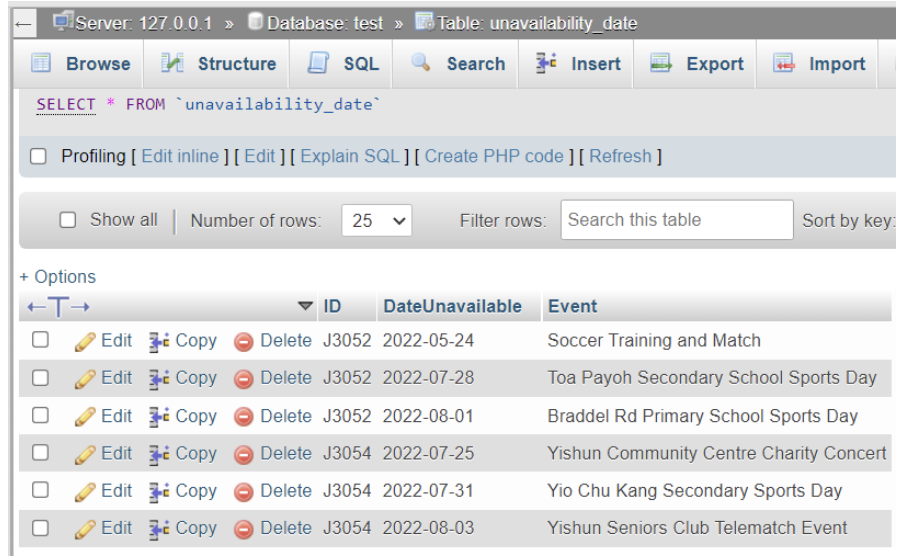 ← Server: 127.0.0.1 » Database: test » Table: unavailability_date
Browse Structure SQL Search Insert Export Import
SELECT * FROM `unavailability_date`
Profiling [ Edit inline ] [ Edit ] [ Explain SQL ] [ Create PHP code ] [ Refresh ]
Show all | Number of rows: 25 Filter rows: Search this table Sort by key:
+ Options
←T→ ID DateUnavailable Event
Edit Copy Delete J3052 2022-05-24 Soccer Training and Match
Edit Copy Delete J3052 2022-07-28 Toa Payoh Secondary School Sports Day
Edit Copy Delete J3052 2022-08-01 Braddel Rd Primary School Sports Day
Edit Copy Delete J3054 2022-07-25 Yishun Community Centre Charity Concert
Edit Copy Delete J3054 2022-07-31 Yio Chu Kang Secondary Sports Day
Edit Copy Delete J3054 2022-08-03 Yishun Seniors Club Telematch Event